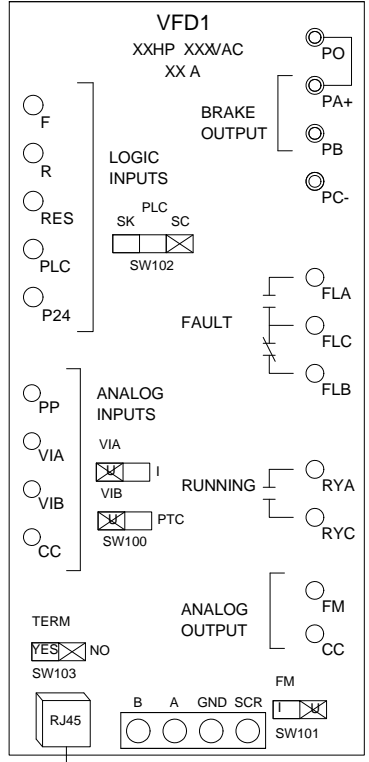 VFD1
XXHP XXXVAC
XX A
PO
PA+
BRAKE
OUTPUT
PB
PC-
F
R
RES
PLC
P24
LOGIC
INPUTS
PLC
SK SC
SW102
FLA
FAULT
FLC
FLB
PP
VIA
VIB
CC
ANALOG
INPUTS
VIA
U I
VIB
U PTC
SW100
RUNNING
RYA
RYC
ANALOG
OUTPUT
FM
CC
TERM
YES NO
SW103
RJ45
B A GND SCR
FM
I U
SW101